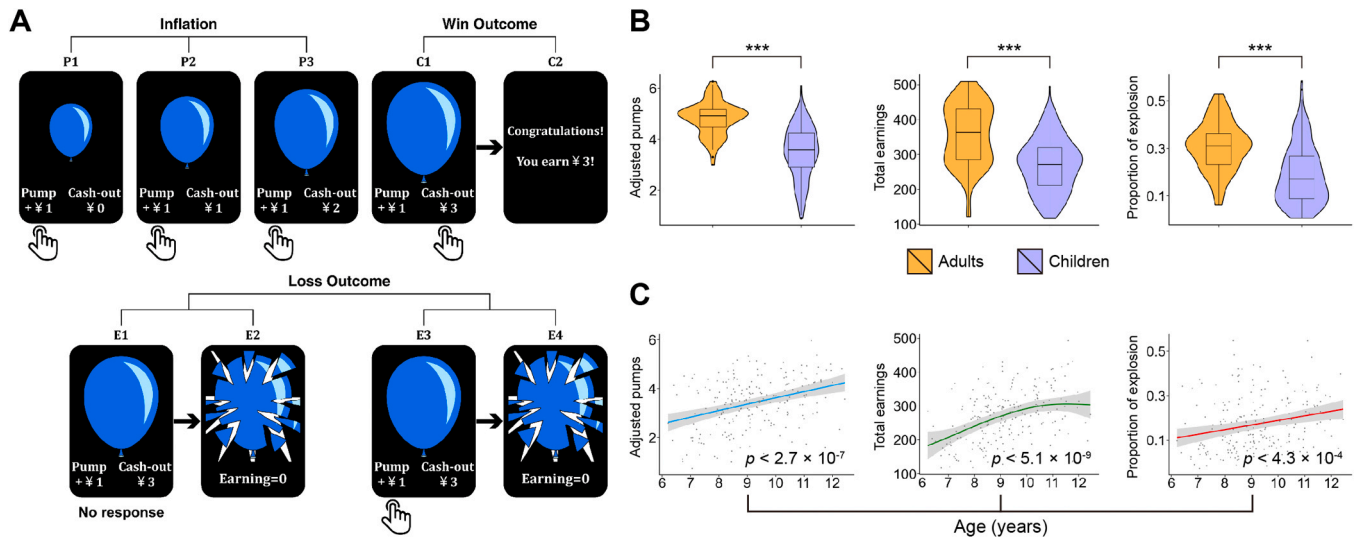 A
Inflation
Win Outcome
P1
P2
P3
C1
C2
Pump Cash-out
+¥1 ¥0
Pump Cash-out
+¥1 ¥1
Pump Cash-out
+¥1 ¥2
Pump Cash-out
+¥1 ¥3
Congratulations!
You earn ¥3!
Loss Outcome
E1
E2
E3
E4
Pump Cash-out
+¥1 ¥3
Earning=0
Pump Cash-out
+¥1 ¥3
Earning=0
No response
B
***
***
***
Adjusted pumps
6
4
2
Total earnings
500
400
300
200
100
Proportion of explosion
0.5
0.3
0.1
Adults
Children
C
Adjusted pumps
6
4
2
p < 2.7 × 10-7
6 7 8 9 10 11 12
Total earnings
500
400
300
200
100
p < 5.1 × 10-9
6 7 8 9 10 11 12
Proportion of explosion
0.5
0.3
0.1
p < 4.3 × 10-4
6 7 8 9 10 11 12
Age (years)